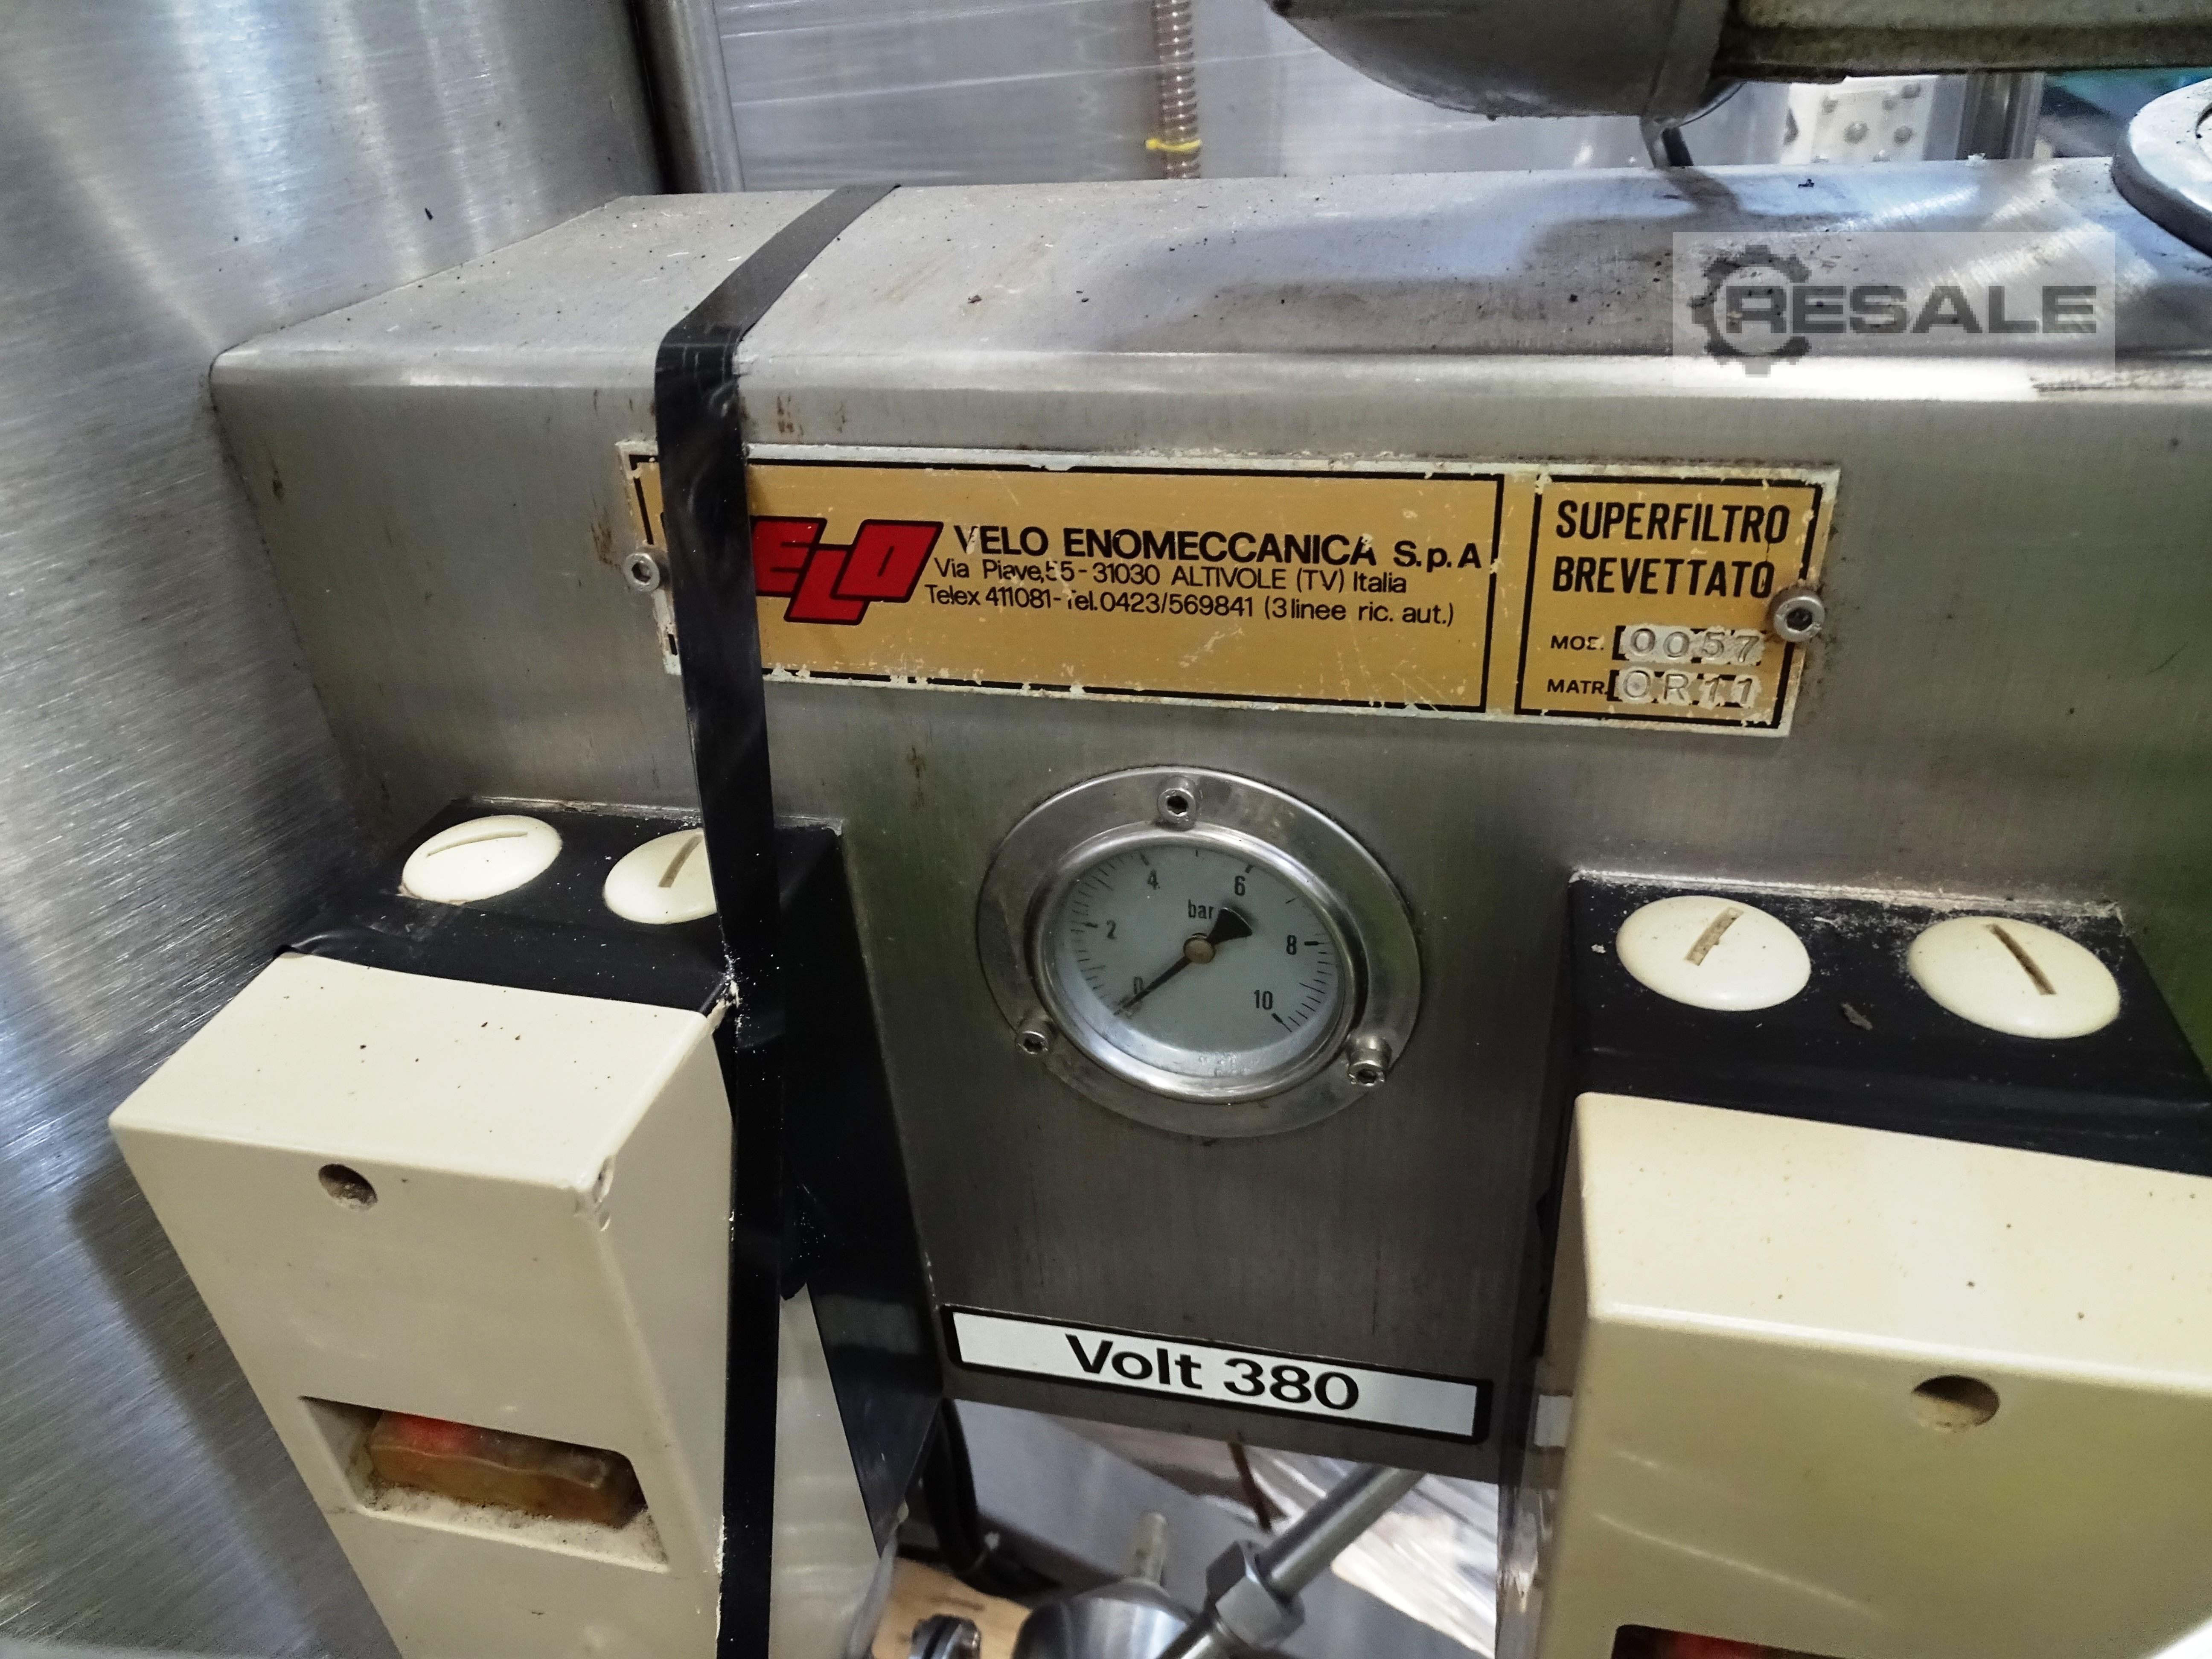 RESALE
ELO
VELO ENOMECCANICA S.p.A
Via Piave, 55-31030 ALTIVOLE (TV) Italia
Telex 411081-Tel. 0423/569841 (3 linee ric. aut.)
SUPERFILTRO
BREVETTATO
MOD. 0057
MATR. OR11
0 2 4 6 8 10
bar
Volt 380